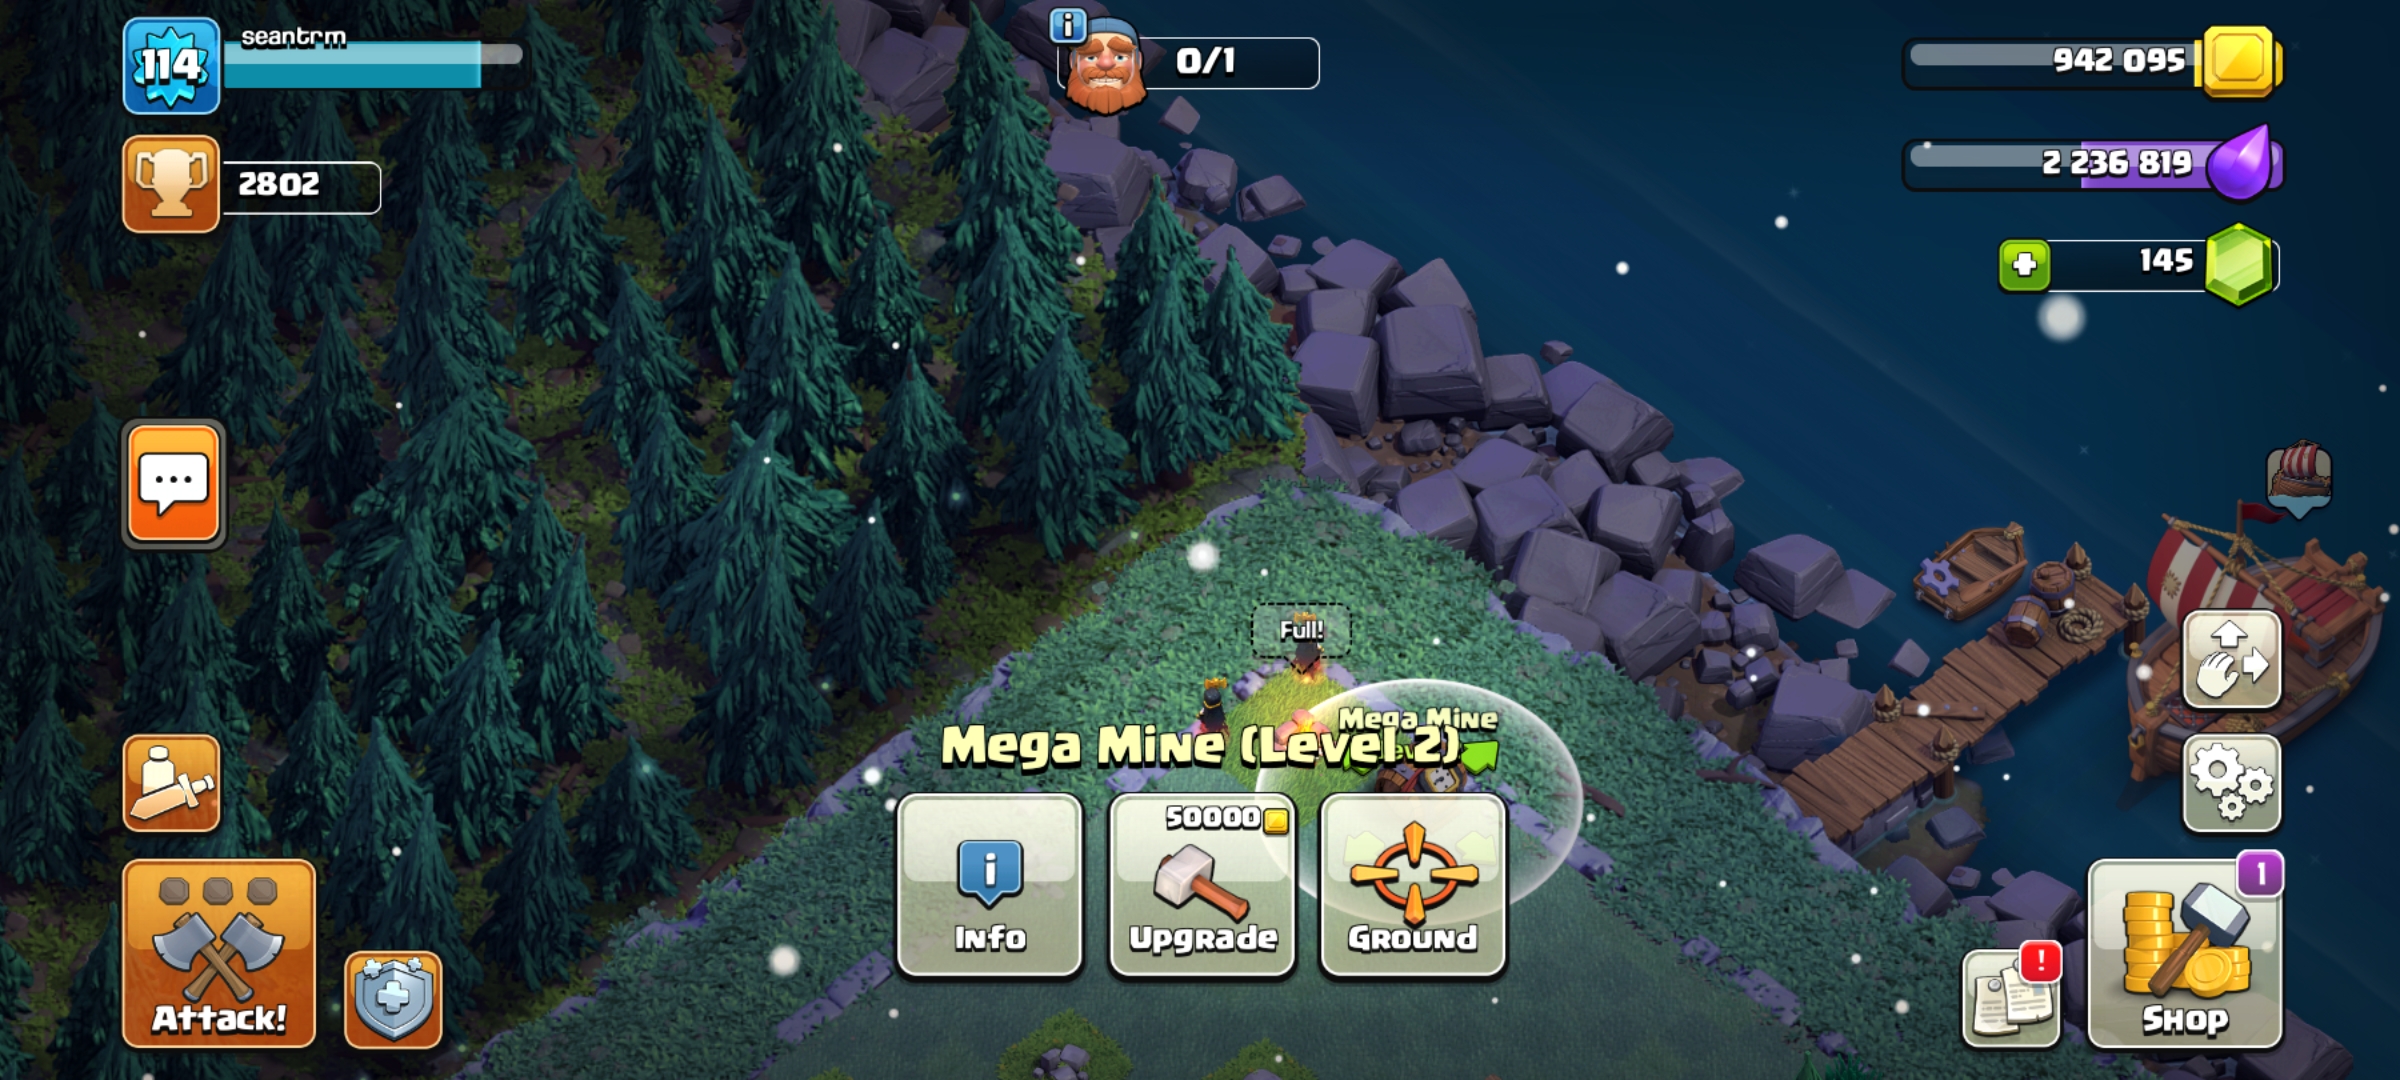 114
seantrm
0/1
942 095
2802
2 236 819
145
Full!
Mega Mine
Mega Mine (Level 2)
50000
Info
Upgrade
Ground
Attack!
1
!
Shop